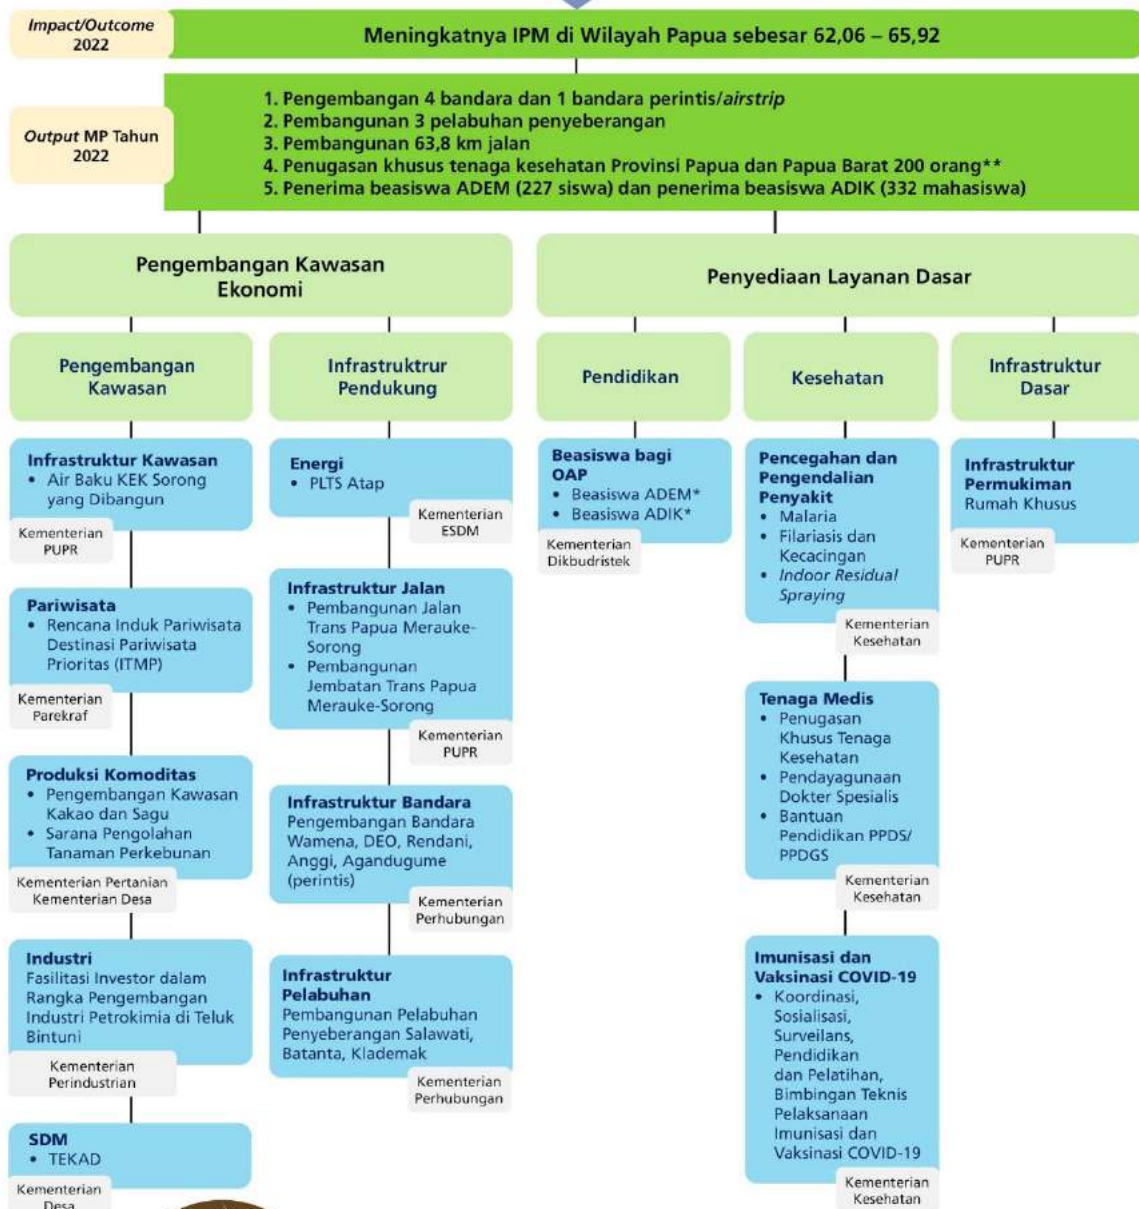 Impact/Outcome
2022
Meningkatnya IPM di Wilayah Papua sebesar 62,06 – 65,92
Output MP Tahun
2022
1. Pengembangan 4 bandara dan 1 bandara perintis/airstrip
2. Pembangunan 3 pelabuhan penyeberangan
3. Pembangunan 63,8 km jalan
4. Penugasan khusus tenaga kesehatan Provinsi Papua dan Papua Barat 200 orang**
5. Penerima beasiswa ADEM (227 siswa) dan penerima beasiswa ADIK (332 mahasiswa)
Pengembangan Kawasan
Ekonomi
Pengembangan
Kawasan
Infrastruktur Kawasan
• Air Baku KEK Sorong
yang Dibangun
Kementerian
PUPR
Pariwisata
• Rencana Induk Pariwisata
Destinasi Pariwisata
Prioritas (ITMP)
Kementerian
Parekraf
Produksi Komoditas
• Pengembangan Kawasan
Kakao dan Sagu
• Sarana Pengolahan
Tanaman Perkebunan
Kementerian Pertanian
Kementerian Desa
Industri
Fasilitasi Investor dalam
Rangka Pengembangan
Industri Petrokimia di Teluk
Bintuni
Kementerian
Perindustrian
SDM
• TEKAD
Kementerian
Desa
Infrastruktrur
Pendukung
Energi
• PLTS Atap
Kementerian
ESDM
Infrastruktur Jalan
• Pembangunan Jalan
Trans Papua Merauke-
Sorong
• Pembangunan
Jembatan Trans Papua
Merauke-Sorong
Kementerian
PUPR
Infrastruktur Bandara
Pengembangan Bandara
Wamena, DEO, Rendani,
Anggi, Agandugume
(perintis)
Kementerian
Perhubungan
Infrastruktur
Pelabuhan
Pembangunan Pelabuhan
Penyeberangan Salawati,
Batanta, Klademak
Kementerian
Perhubungan
Penyediaan Layanan Dasar
Pendidikan
Beasiswa bagi
OAP
• Beasiswa ADEM*
• Beasiswa ADIK*
Kementerian
Dikbudristek
Kesehatan
Pencegahan dan
Pengendalian
Penyakit
• Malaria
• Filariasis dan
Kecacingan
• Indoor Residual
Spraying
Kementerian
Kesehatan
Tenaga Medis
• Penugasan
Khusus Tenaga
Kesehatan
• Pendayagunaan
Dokter Spesialis
• Bantuan
Pendidikan PPDS/
PPDGS
Kementerian
Kesehatan
Imunisasi dan
Vaksinasi COVID-19
• Koordinasi,
Sosialisasi,
Surveilans,
Pendidikan
dan Pelatihan,
Bimbingan Teknis
Pelaksanaan
Imunisasi dan
Vaksinasi COVID-19
Kementerian
Kesehatan
Infrastruktur
Dasar
Infrastruktur
Permukiman
Rumah Khusus
Kementerian
PUPR